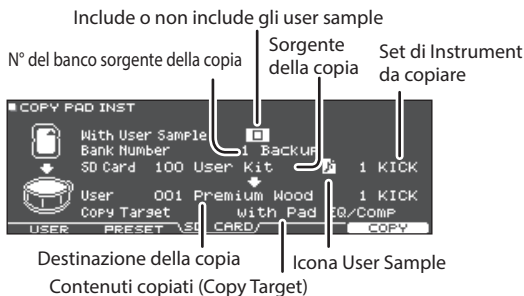 Include o non include gli user sample
N° del banco sorgente della copia
Sorgente
della copia
Set di Instrument
da copiare
COPY PAD INST
With User Sample
Bank Number 1 Backup
SD Card 100 User Kit 1 KICK
User 001 Premium Wood 1 KICK
Copy Target with Pad EQ/Comp
USER PRESET SD CARD COPY
Destinazione della copia
Icona User Sample
Contenuti copiati (Copy Target)